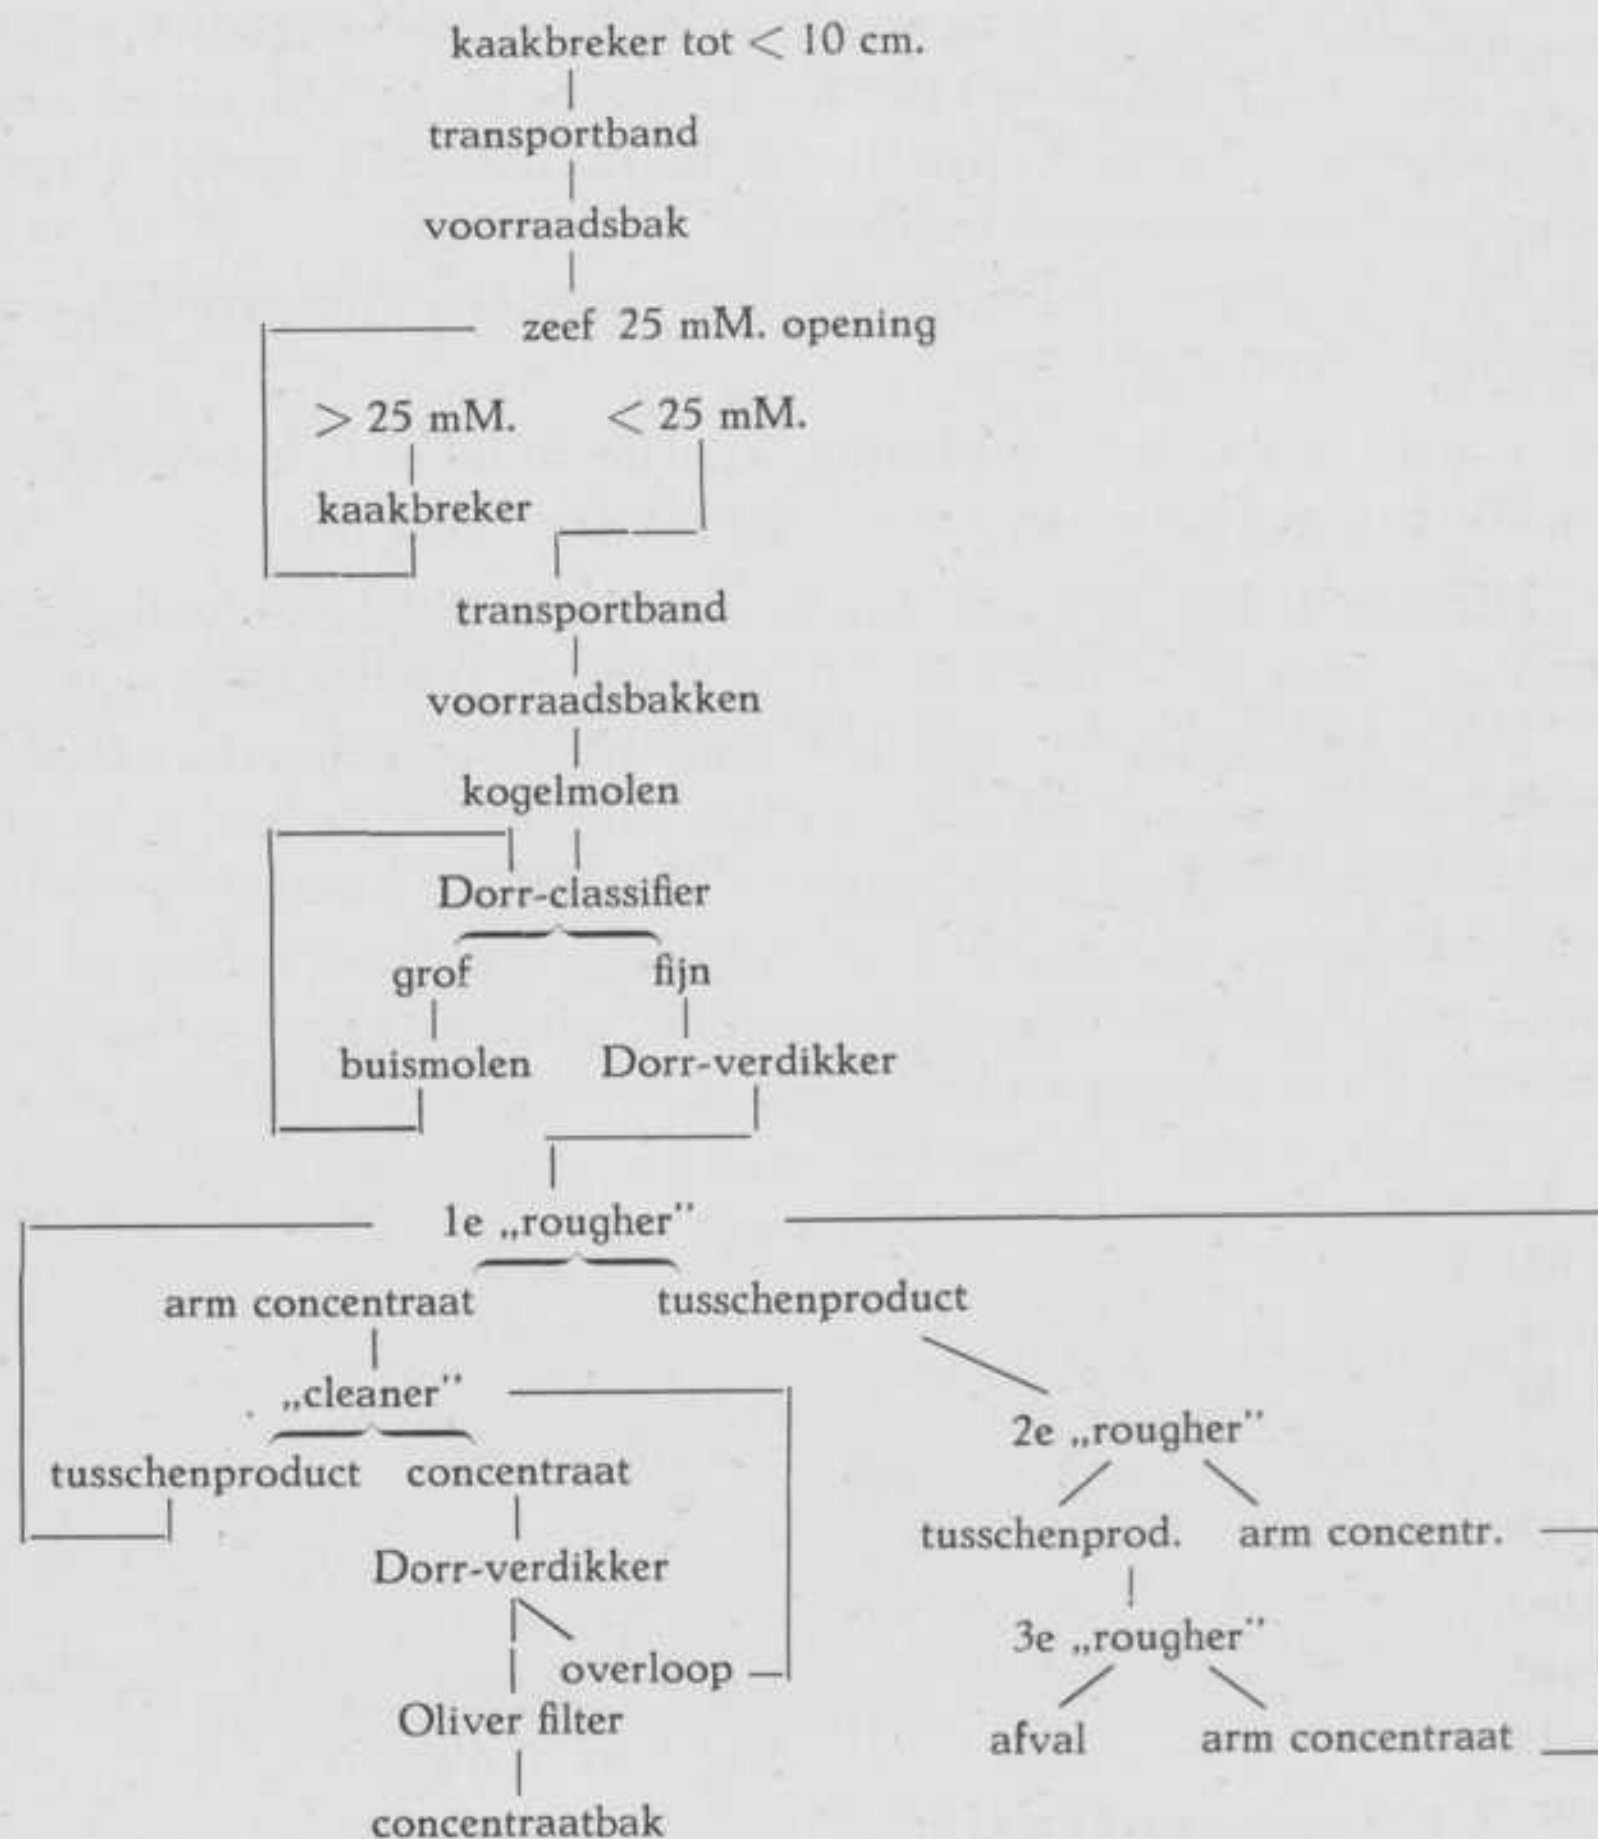 kaakbreker tot < 10 cm.
transportband
voorraadsbak
zeef 25 mM. opening
> 25 mM. < 25 mM.
kaakbreker
transportband
voorraadsbakken
kogelmolen
Dorr-classifier
grof fijn
buismolen Dorr-verdikker
1e „rougher”
arm concentraat tusschenproduct
„cleaner”
2e „rougher”
tusschenproduct concentraat
tusschenprod. arm concentr.
Dorr-verdikker
3e „rougher”
overloop
Oliver filter
afval arm concentraat
concentraatbak